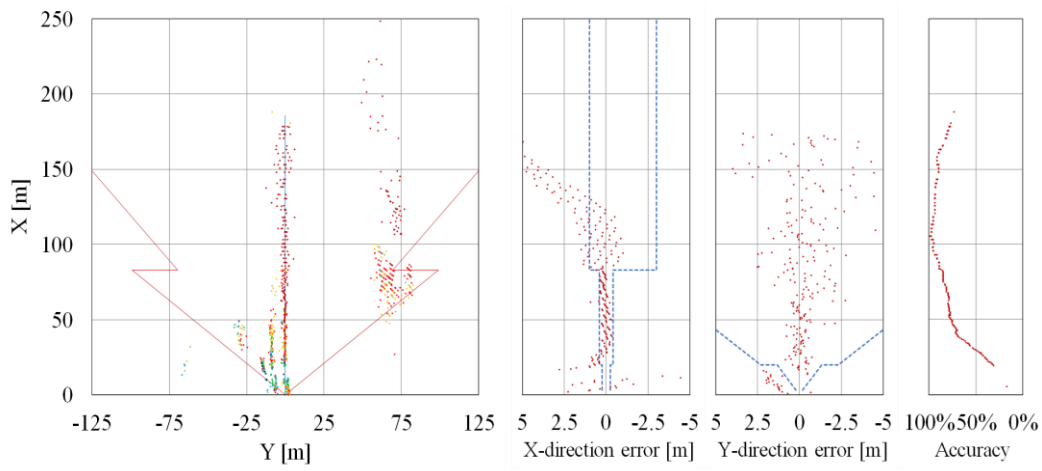 250
200
150
100
50
0
X [m]
-125 -75 -25 25 75 125
Y [m]
5 2.5 0 -2.5 -5
X-direction error [m]
5 2.5 0 -2.5 -5
Y-direction error [m]
100% 50% 0%
Accuracy